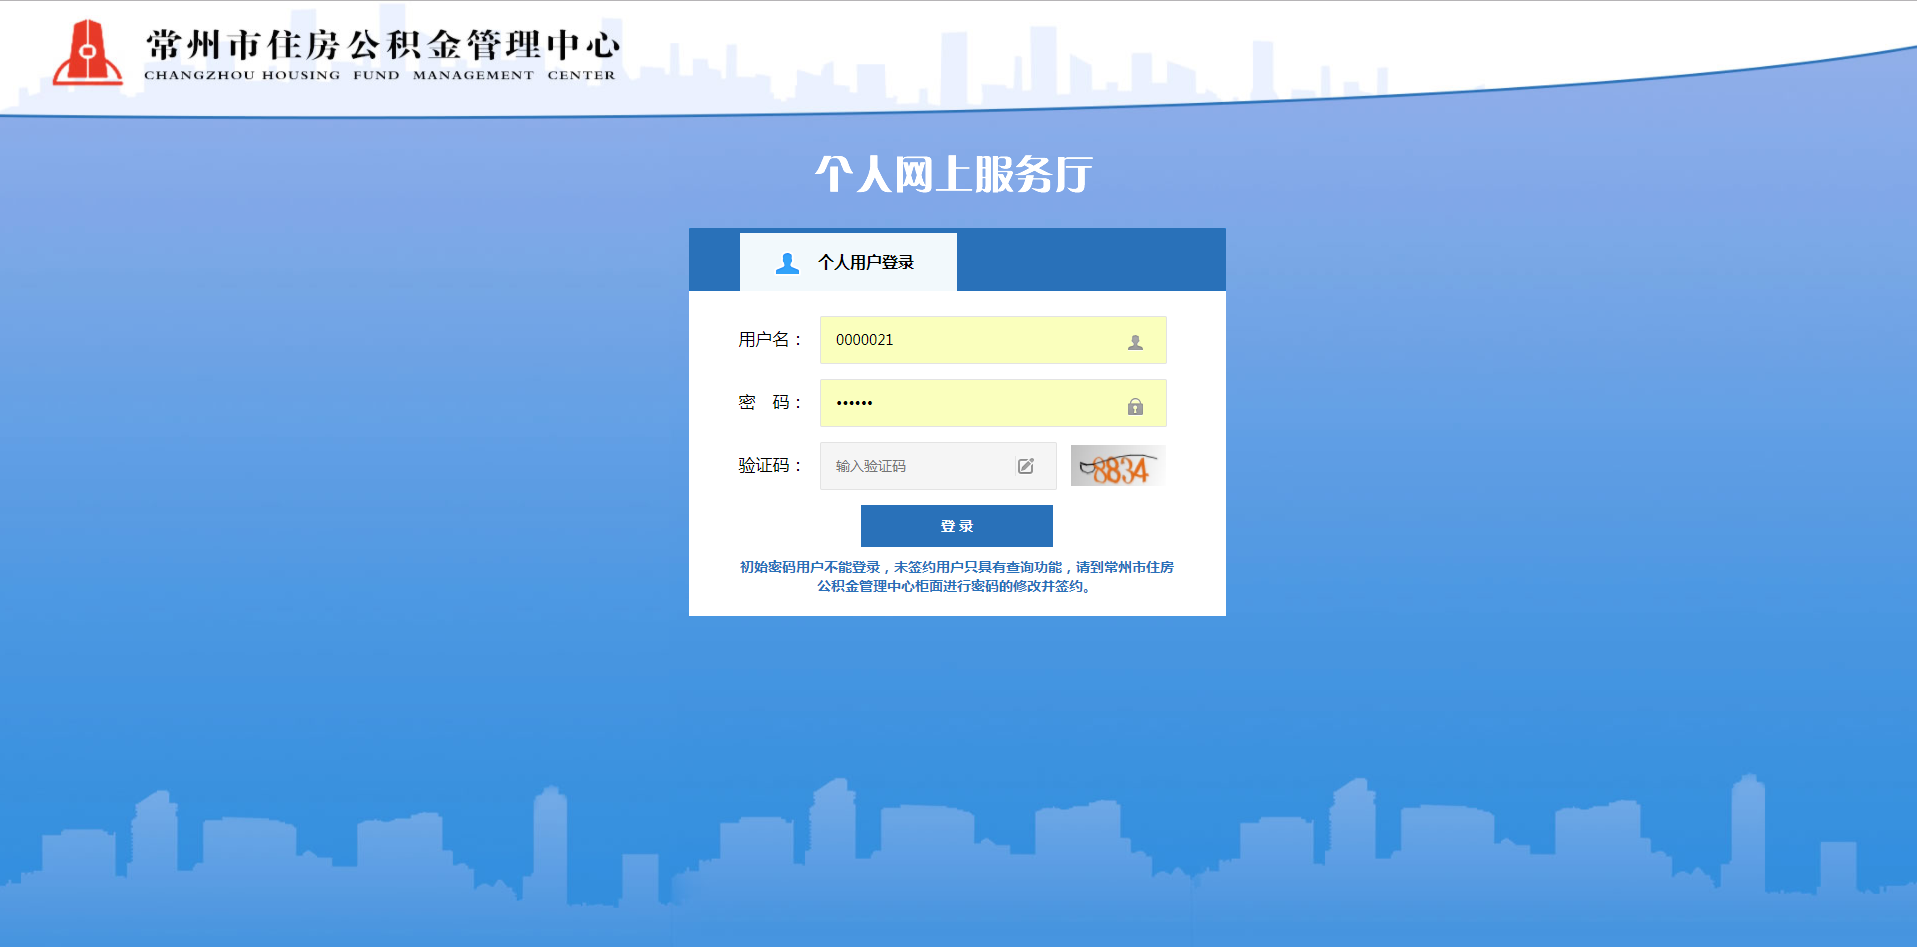 常州市住房公积金管理中心
CHANGZHOU HOUSING FUND MANAGEMENT CENTER
个人网上服务厅
个人用户登录
用户名： 0000021
密 码： ••••••
验证码： 输入验证码 8834
登 录
初始密码用户不能登录，未签约用户只具有查询功能，请到常州市住房
公积金管理中心柜面进行密码的修改并签约。